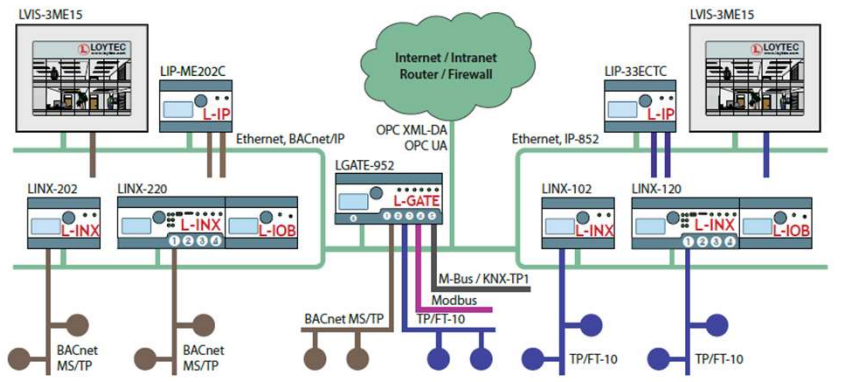 LVIS-3ME15
LVIS-3ME15
LOYTEC
LOYTEC
LIP-ME202C
L-IP
Internet / Intranet
Router / Firewall
LIP-33ECTC
L-IP
OPC XML-DA
OPC UA
Ethernet, BACnet/IP
Ethernet, IP-852
LGATE-952
L-GATE
6 1 2 3 4 5
LINX-202
LINX-220
LINX-102
LINX-120
L-INX
L-INX
L-IOB
L-INX
L-INX
L-IOB
1 2 3 4
1 2 3 4
M-Bus / KNX-TP1
Modbus
BACnet MS/TP
TP/FT-10
BACnet
MS/TP
BACnet
MS/TP
TP/FT-10
TP/FT-10